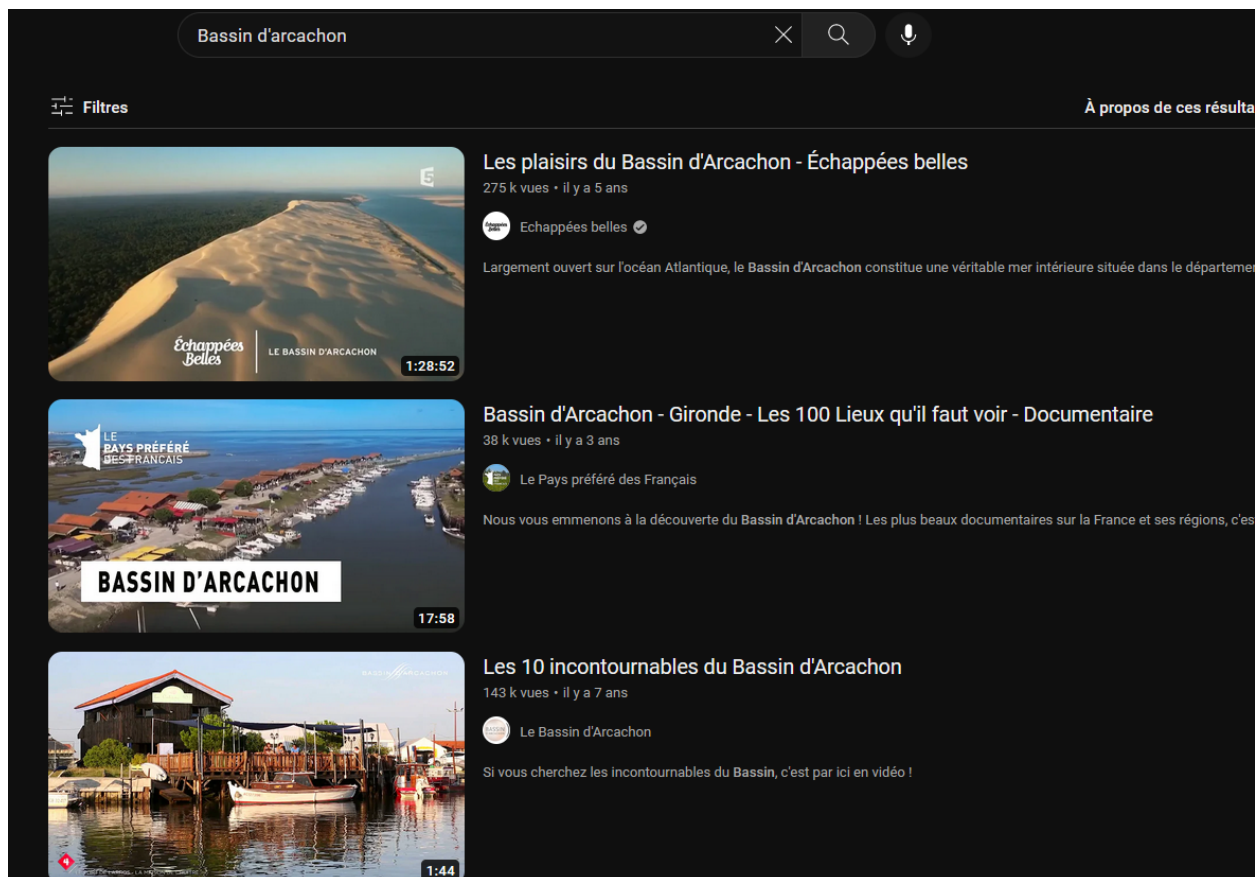 Bassin d'arcachon
Filtres
À propos de ces résulta
5
Échappées
Belles
LE BASSIN D'ARCACHON
1:28:52
Les plaisirs du Bassin d'Arcachon - Échappées belles
275 k vues • il y a 5 ans
Echappées belles
Largement ouvert sur l'océan Atlantique, le Bassin d'Arcachon constitue une véritable mer intérieure située dans le départemen
LE
PAYS PRÉFÉRÉ
DES FRANÇAIS
BASSIN D'ARCACHON
17:58
Bassin d'Arcachon - Gironde - Les 100 Lieux qu'il faut voir - Documentaire
38 k vues • il y a 3 ans
Le Pays préféré des Français
Nous vous emmenons à la découverte du Bassin d'Arcachon ! Les plus beaux documentaires sur la France et ses régions, c'es
4
1:44
Les 10 incontournables du Bassin d'Arcachon
143 k vues • il y a 7 ans
Le Bassin d'Arcachon
Si vous cherchez les incontournables du Bassin, c'est par ici en vidéo !